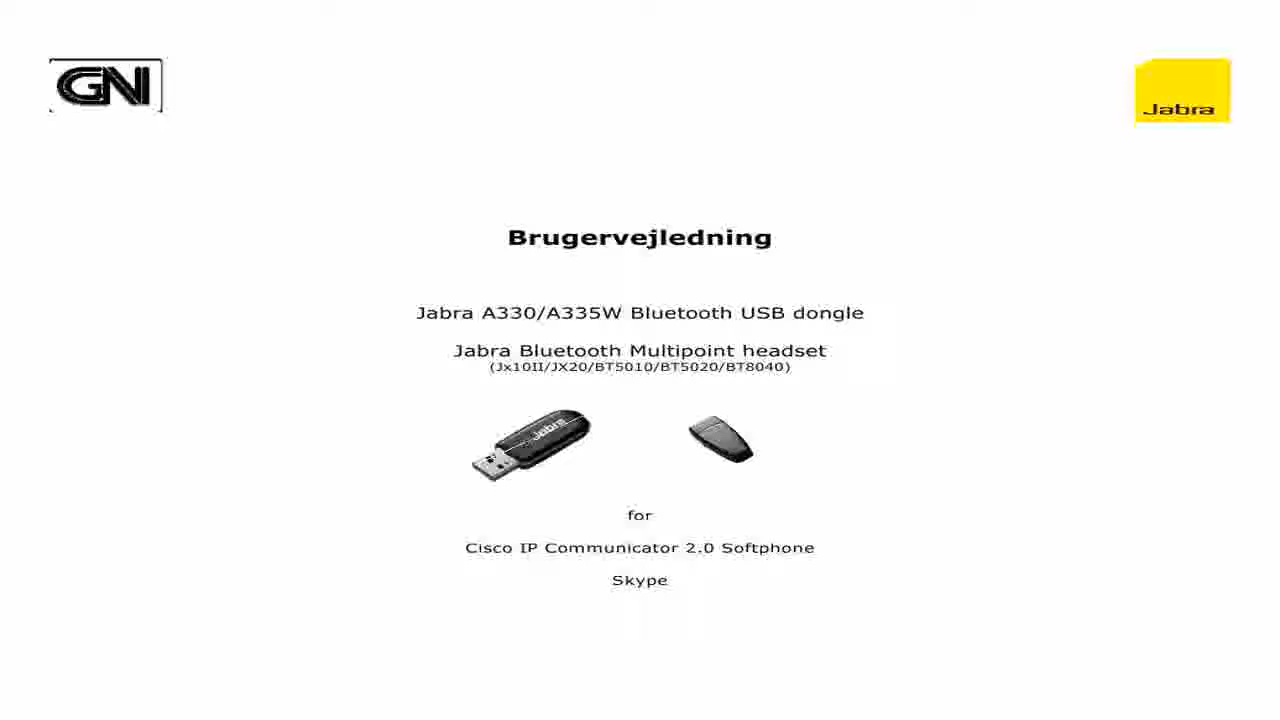 GN
Jabra
Brugervejledning
Jabra A330/A335W Bluetooth USB dongle
Jabra Bluetooth Multipoint headset
(Jx10II/JX20/BT5010/BT5020/BT8040)
Jabra
for
Cisco IP Communicator 2.0 Softphone
Skype